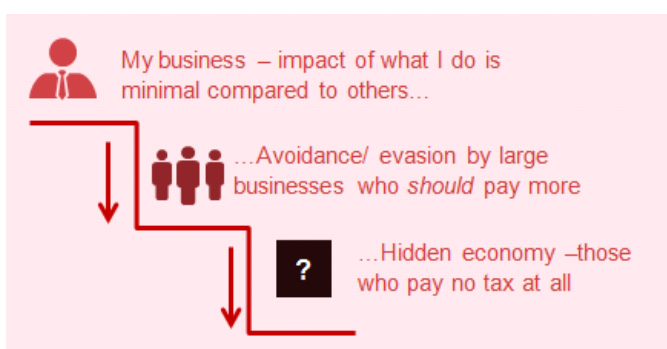 My business – impact of what I do is
minimal compared to others…
…Avoidance/ evasion by large
businesses who should pay more
?
…Hidden economy –those
who pay no tax at all